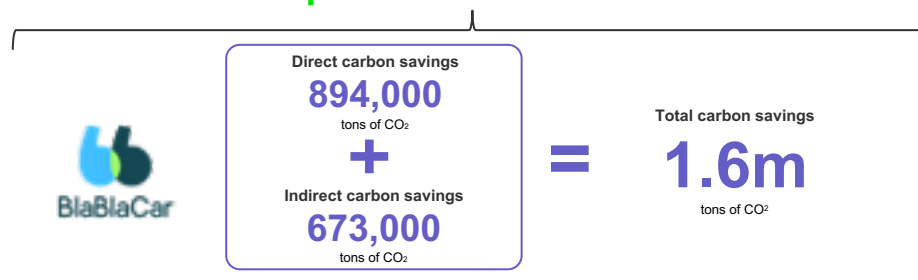 Direct carbon savings
894,000
tons of CO₂
+
Indirect carbon savings
673,000
tons of CO₂
=
Total carbon savings
1.6m
tons of CO²
BlaBlaCar